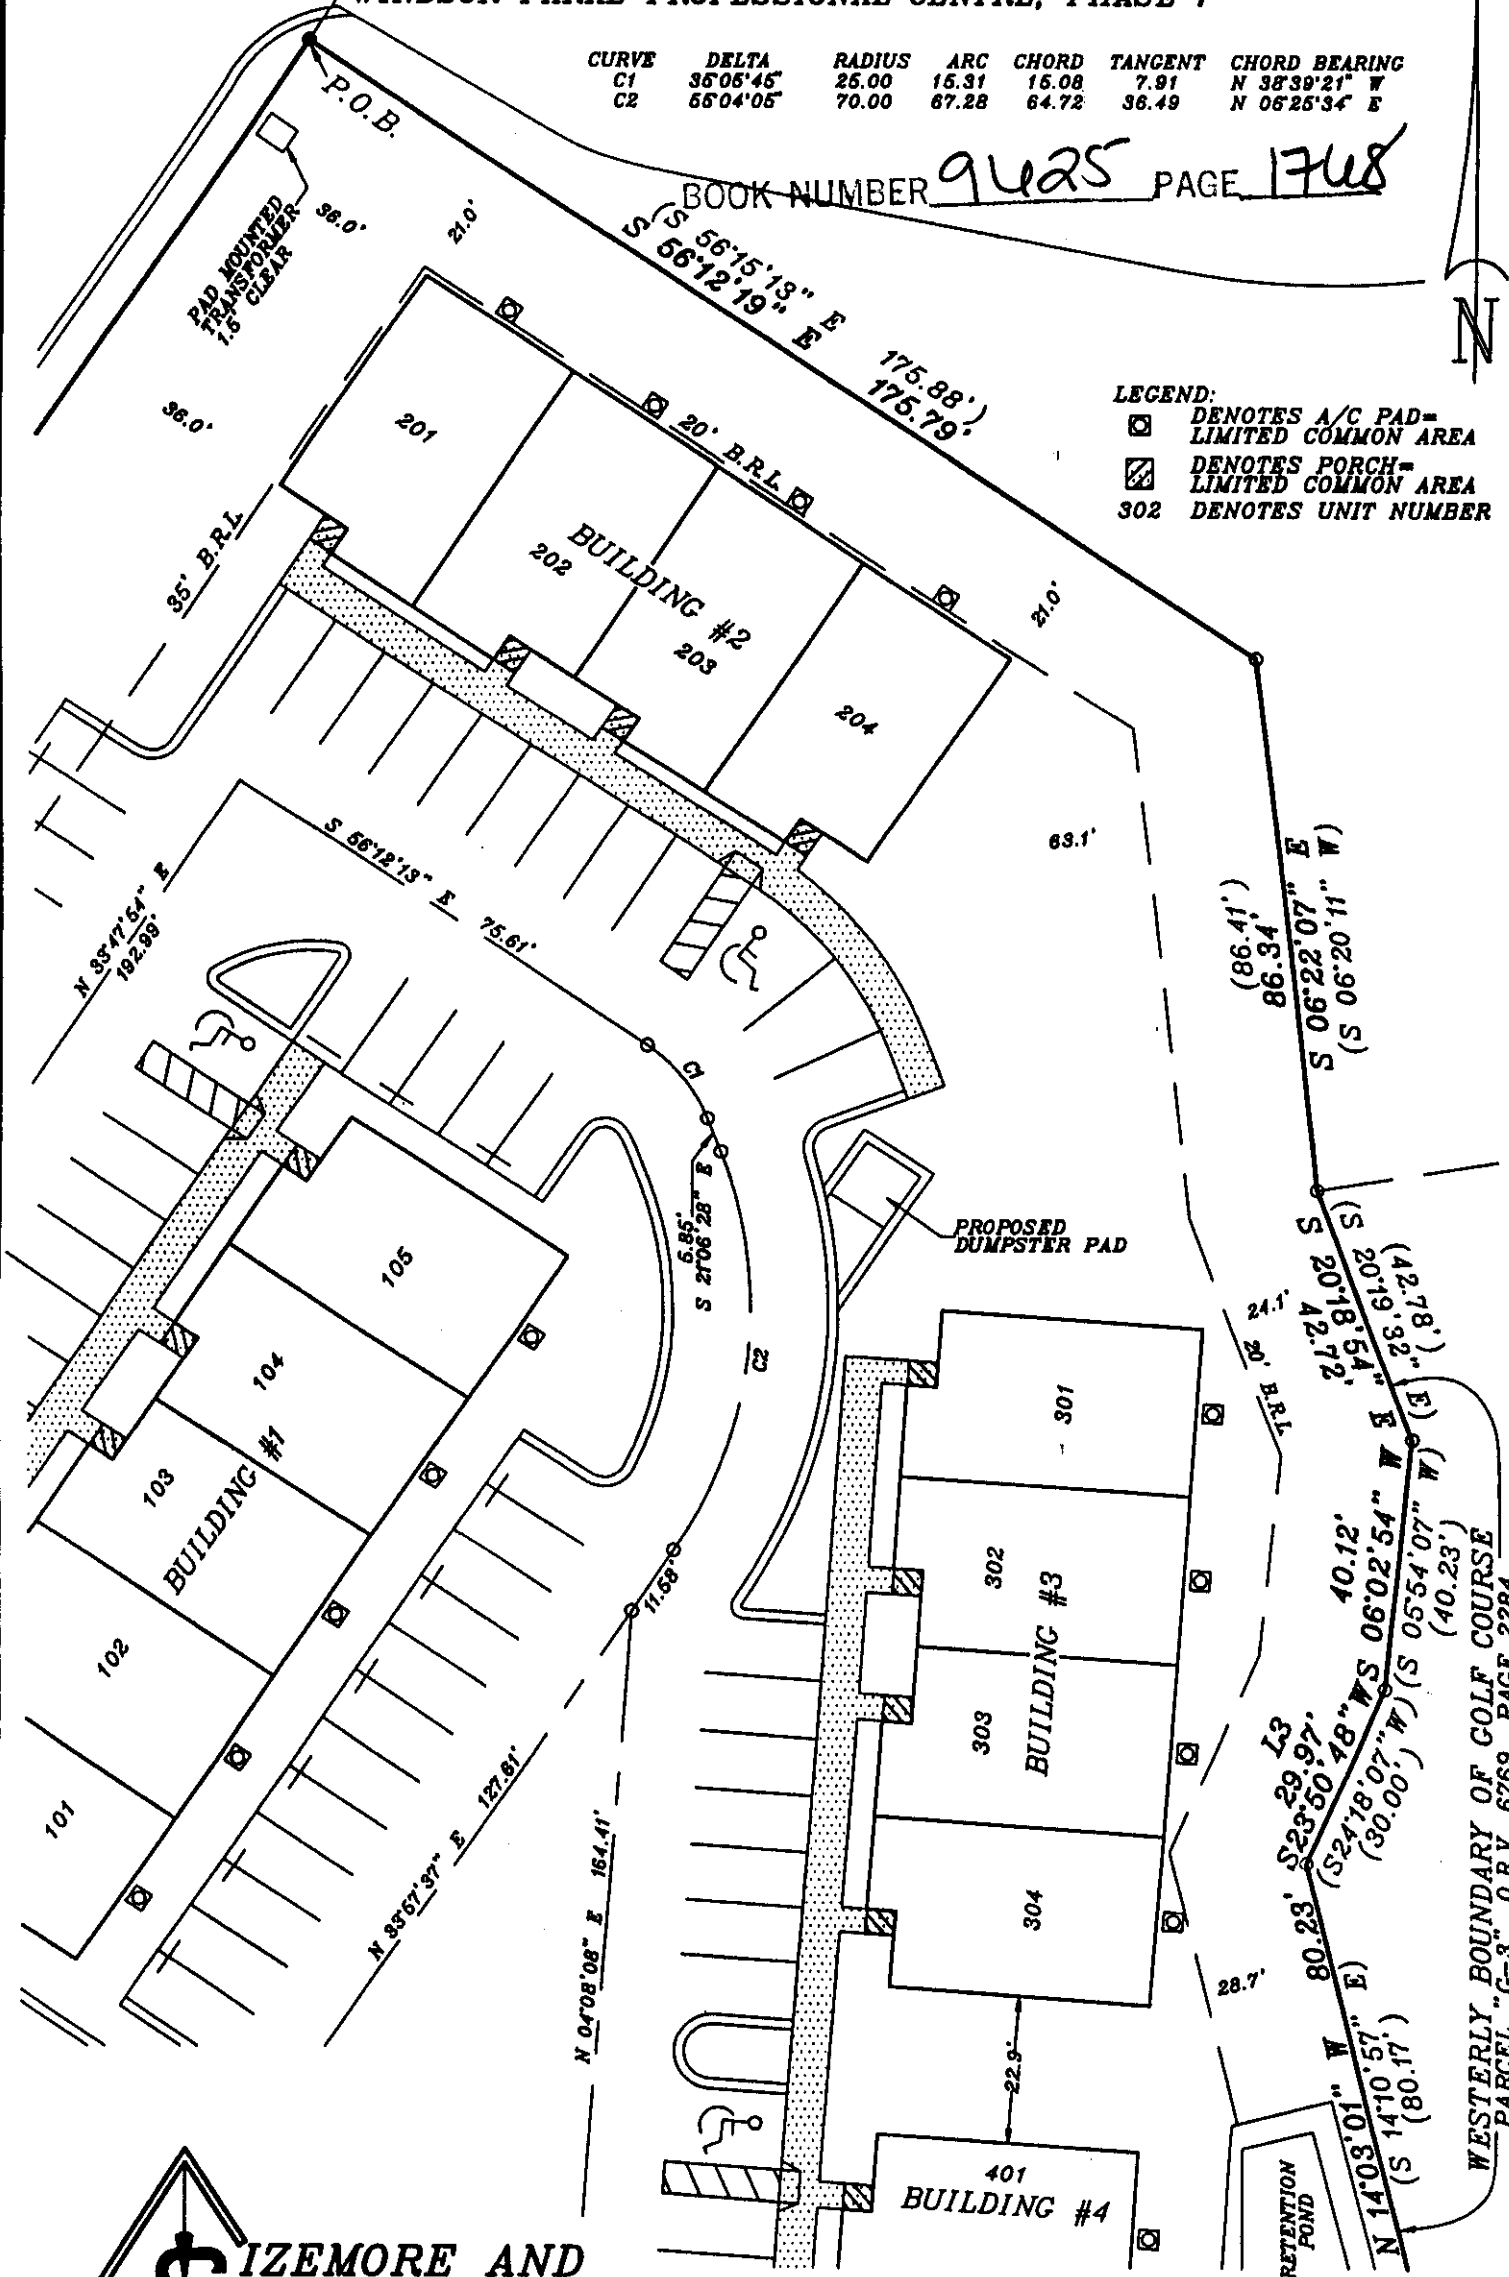 CURVE DELTA RADIUS ARC CHORD TANGENT CHORD BEARING
C1 35°05'45" 25.00 15.31 15.08 7.91 N 38°39'21" W
C2 55°04'05" 70.00 67.28 64.72 36.49 N 06°25'34" E
BOOK NUMBER 9425 PAGE 1748
P.O.B.
PAD MOUNTED
TRANSFORMER
1.5' CLEAR
36.0'
21.0'
36.0'
(S 56°15'13" E 175.88')
S 56°12'19" E 175.79'
N
LEGEND:
DENOTES A/C PAD=
LIMITED COMMON AREA
DENOTES PORCH=
LIMITED COMMON AREA
302 DENOTES UNIT NUMBER
201
20' B.R.L
35' B.R.L
202
BUILDING #2
203
204
21.0'
63.1'
S 56°12'13" E 75.61'
N 33°47'54" E
192.99'
(86.41')
86.34'
S 06°22'07" E
(S 06°20'11" W)
C1
5.85'
S 21°06'28" E
C2
PROPOSED
DUMPSTER PAD
105
104
103
BUILDING #1
102
101
24.1'
20' B.R.L
(42.78')
(S 20°19'32" E)
S 20°18'54" E
42.72'
301
302
BUILDING #3
303
304
11.58'
N 33°57'37" E 127.61'
N 04°08'08" E 164.41'
40.12'
S 06°02'54" W
(S 05°54'07" W)
(40.23')
L3
29.97'
S23°50'48"W
(S24°18'07"W)
(30.00')
28.7'
80.23'
N 14°03'01" W
(S 14°10'57" E)
(80.17')
WESTERLY BOUNDARY OF GOLF COURSE
PARCEL "G-3"
22.9'
401
BUILDING #4
RETENTION
POND
IZEMORE AND